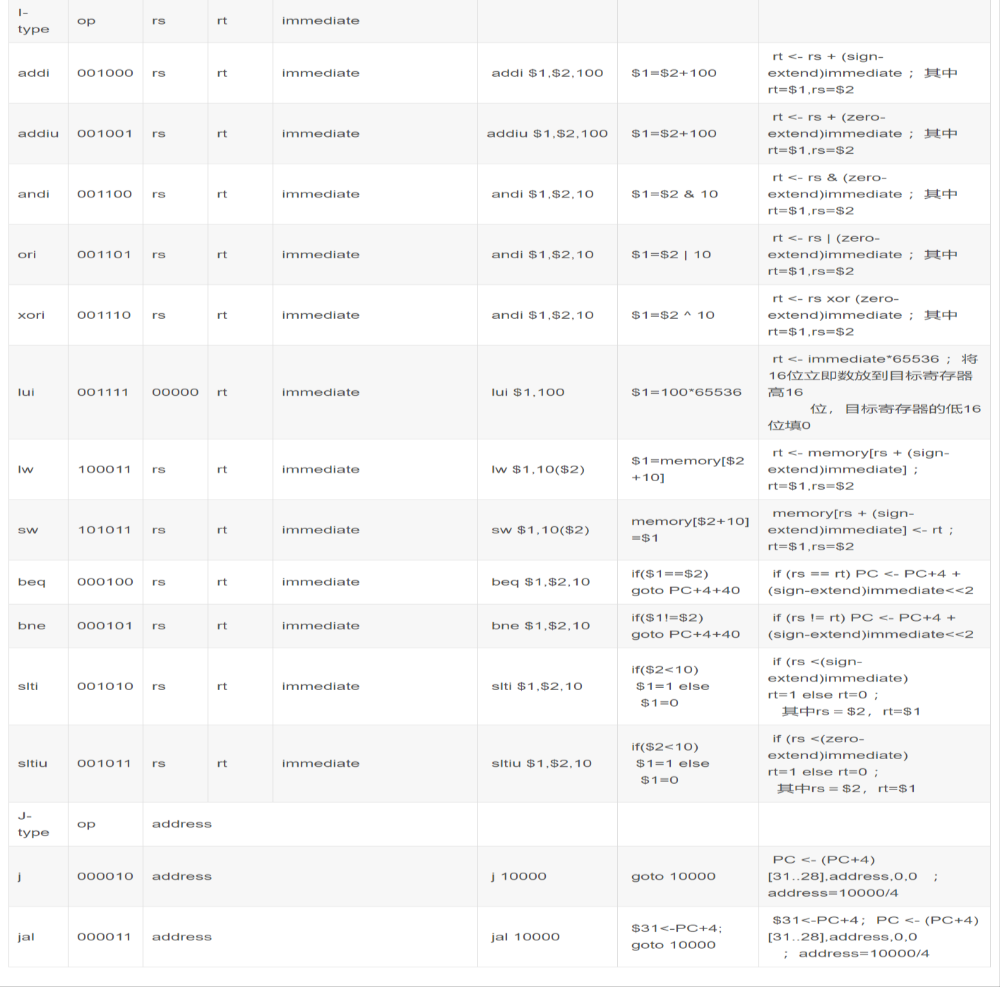 I-
type
op
rs
rt
immediate
addi
001000
rs
rt
immediate
addi $1,$2,100
$1=$2+100
rt <- rs + (sign-
extend)immediate ；其中
rt=$1,rs=$2
addiu
001001
rs
rt
immediate
addiu $1,$2,100
$1=$2+100
rt <- rs + (zero-
extend)immediate ；其中
rt=$1,rs=$2
andi
001100
rs
rt
immediate
andi $1,$2,10
$1=$2 & 10
rt <- rs & (zero-
extend)immediate ；其中
rt=$1,rs=$2
ori
001101
rs
rt
immediate
andi $1,$2,10
$1=$2 | 10
rt <- rs | (zero-
extend)immediate ；其中
rt=$1,rs=$2
xori
001110
rs
rt
immediate
andi $1,$2,10
$1=$2 ^ 10
rt <- rs xor (zero-
extend)immediate ；其中
rt=$1,rs=$2
lui
001111
00000
rt
immediate
lui $1,100
$1=100*65536
rt <- immediate*65536 ；将
16位立即数放到目标寄存器
高16
位，目标寄存器的低16
位填0
lw
100011
rs
rt
immediate
lw $1,10($2)
$1=memory[$2
+10]
rt <- memory[rs + (sign-
extend)immediate] ；
rt=$1,rs=$2
sw
101011
rs
rt
immediate
sw $1,10($2)
memory[$2+10]
=$1
memory[rs + (sign-
extend)immediate] <- rt ；
rt=$1,rs=$2
beq
000100
rs
rt
immediate
beq $1,$2,10
if($1==$2)
goto PC+4+40
if (rs == rt) PC <- PC+4 +
(sign-extend)immediate<<2
bne
000101
rs
rt
immediate
bne $1,$2,10
if($1!=$2)
goto PC+4+40
if (rs != rt) PC <- PC+4 +
(sign-extend)immediate<<2
slti
001010
rs
rt
immediate
slti $1,$2,10
if($2<10)
$1=1 else
$1=0
if (rs <(sign-
extend)immediate)
rt=1 else rt=0 ；
其中rs = $2，rt=$1
sltiu
001011
rs
rt
immediate
sltiu $1,$2,10
if($2<10)
$1=1 else
$1=0
if (rs <(zero-
extend)immediate)
rt=1 else rt=0 ；
其中rs = $2，rt=$1
J-
type
op
address
j
000010
address
j 10000
goto 10000
PC <- (PC+4)
[31..28],address,0,0 ；
address=10000/4
jal
000011
address
jal 10000
$31<-PC+4;
goto 10000
$31<-PC+4；PC <- (PC+4)
[31..28],address,0,0
；address=10000/4